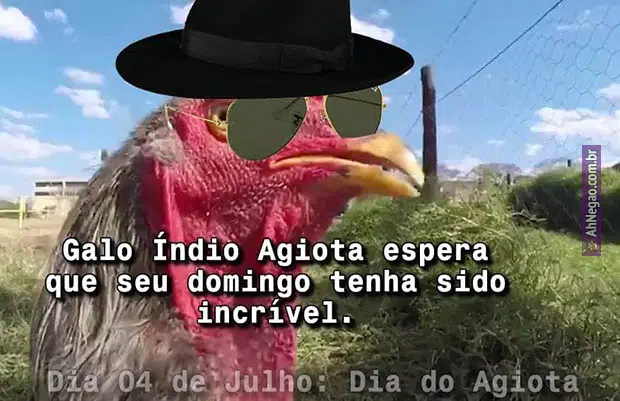 AhNegao.com.br
Galo Índio Agiota espera
que seu domingo tenha sido
incrível.
Dia 04 de Julho: Dia do Agiota